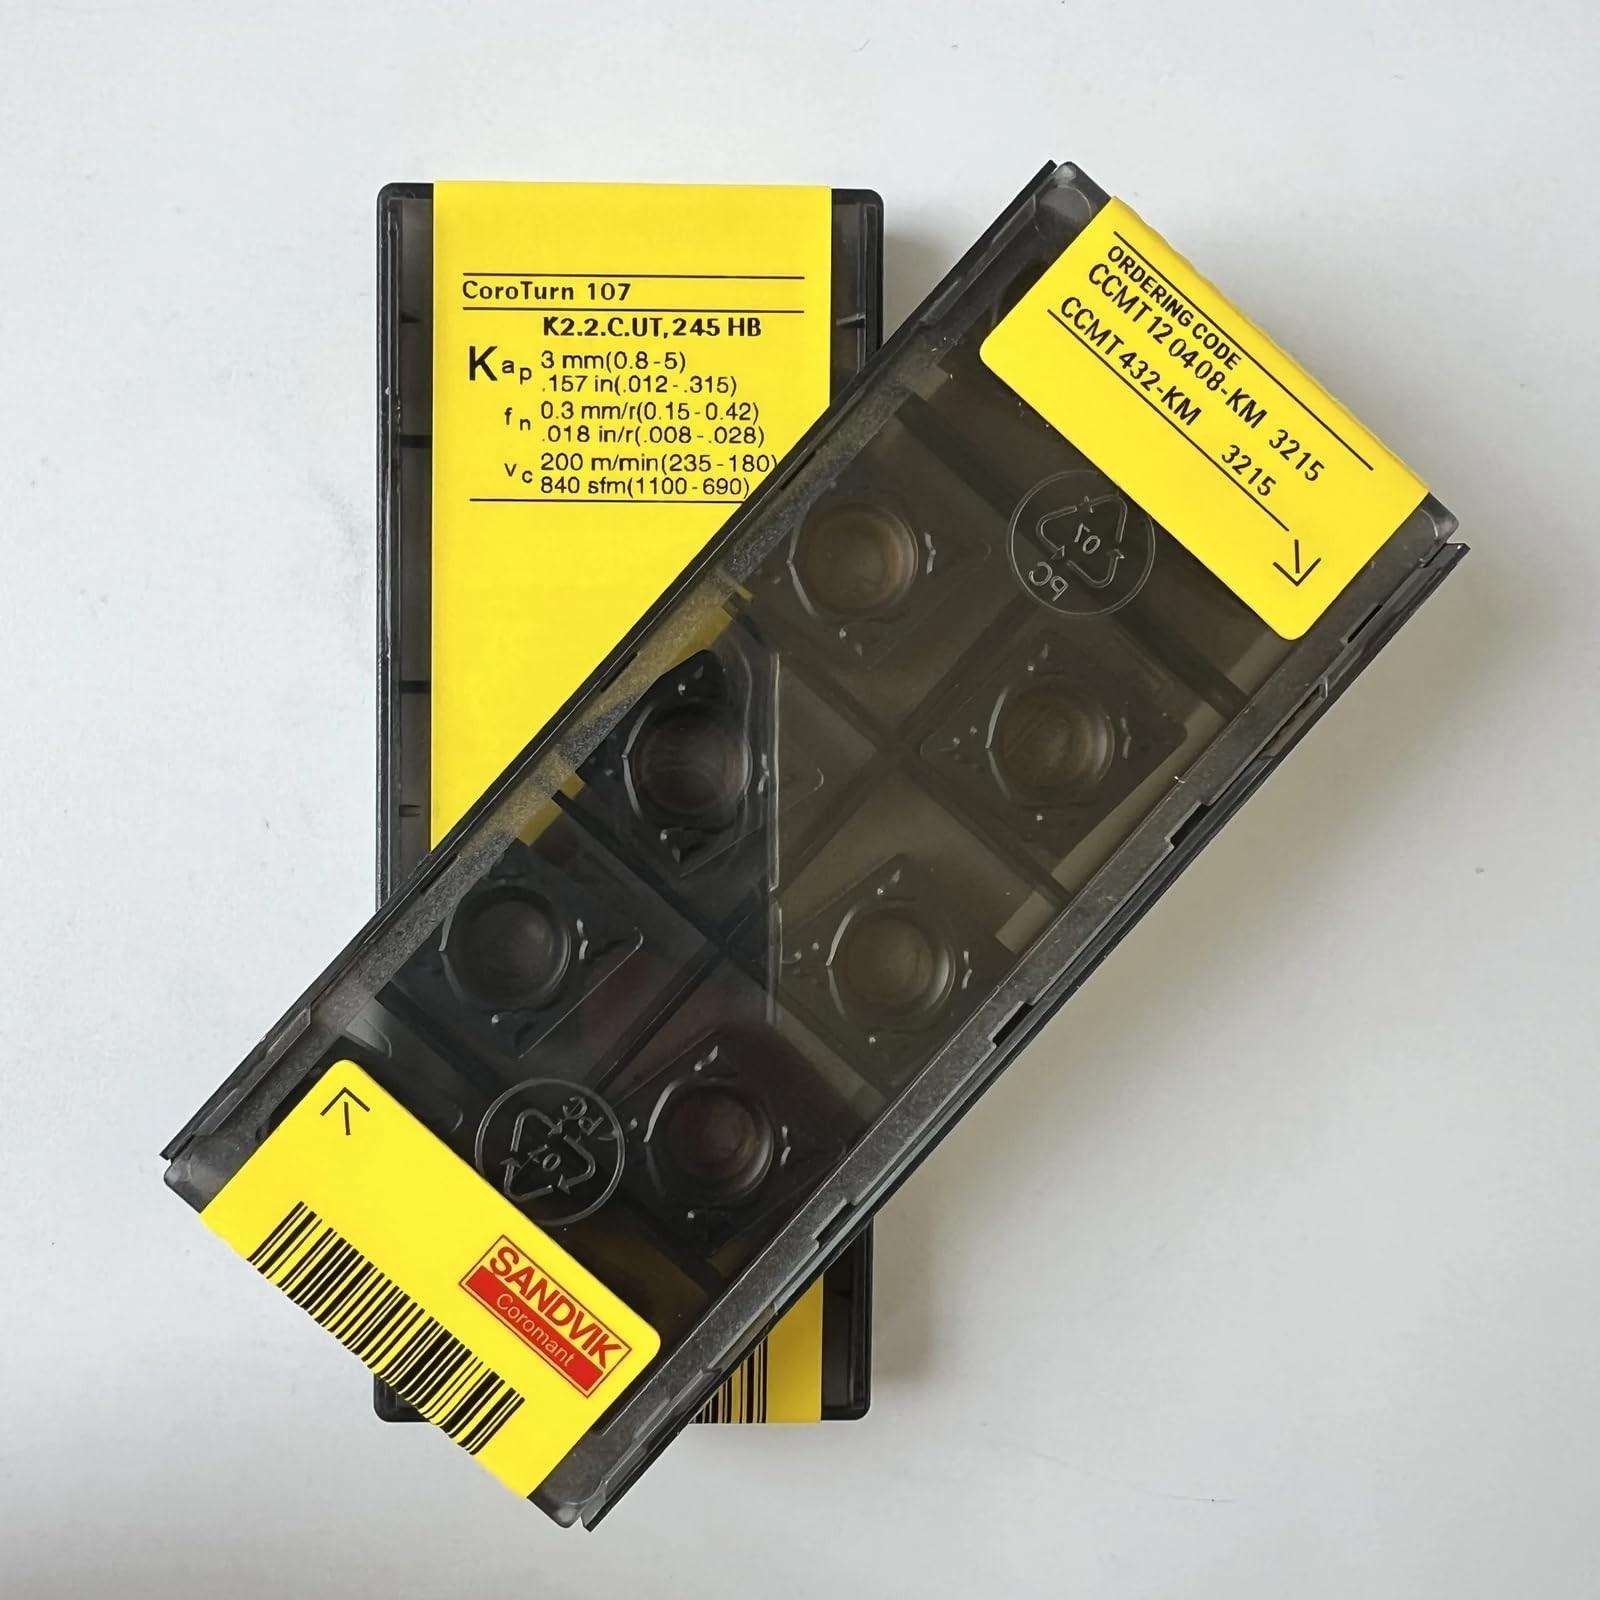 CoroTurn 107
K2.2.C.UT,245 HB
K ap 3 mm(0.8-5)
.157 in(.012-.315)
fn 0.3 mm/r(0.15-0.42)
.018 in/r(.008-.028)
vc 200 m/min(235-180)
840 sfm(1100-690)
ORDERING CODE
CCMT 12 04 08-KM 3215
CCMT 432-KM 3215
07
PC
PC
07
SANDVIK
Coromant